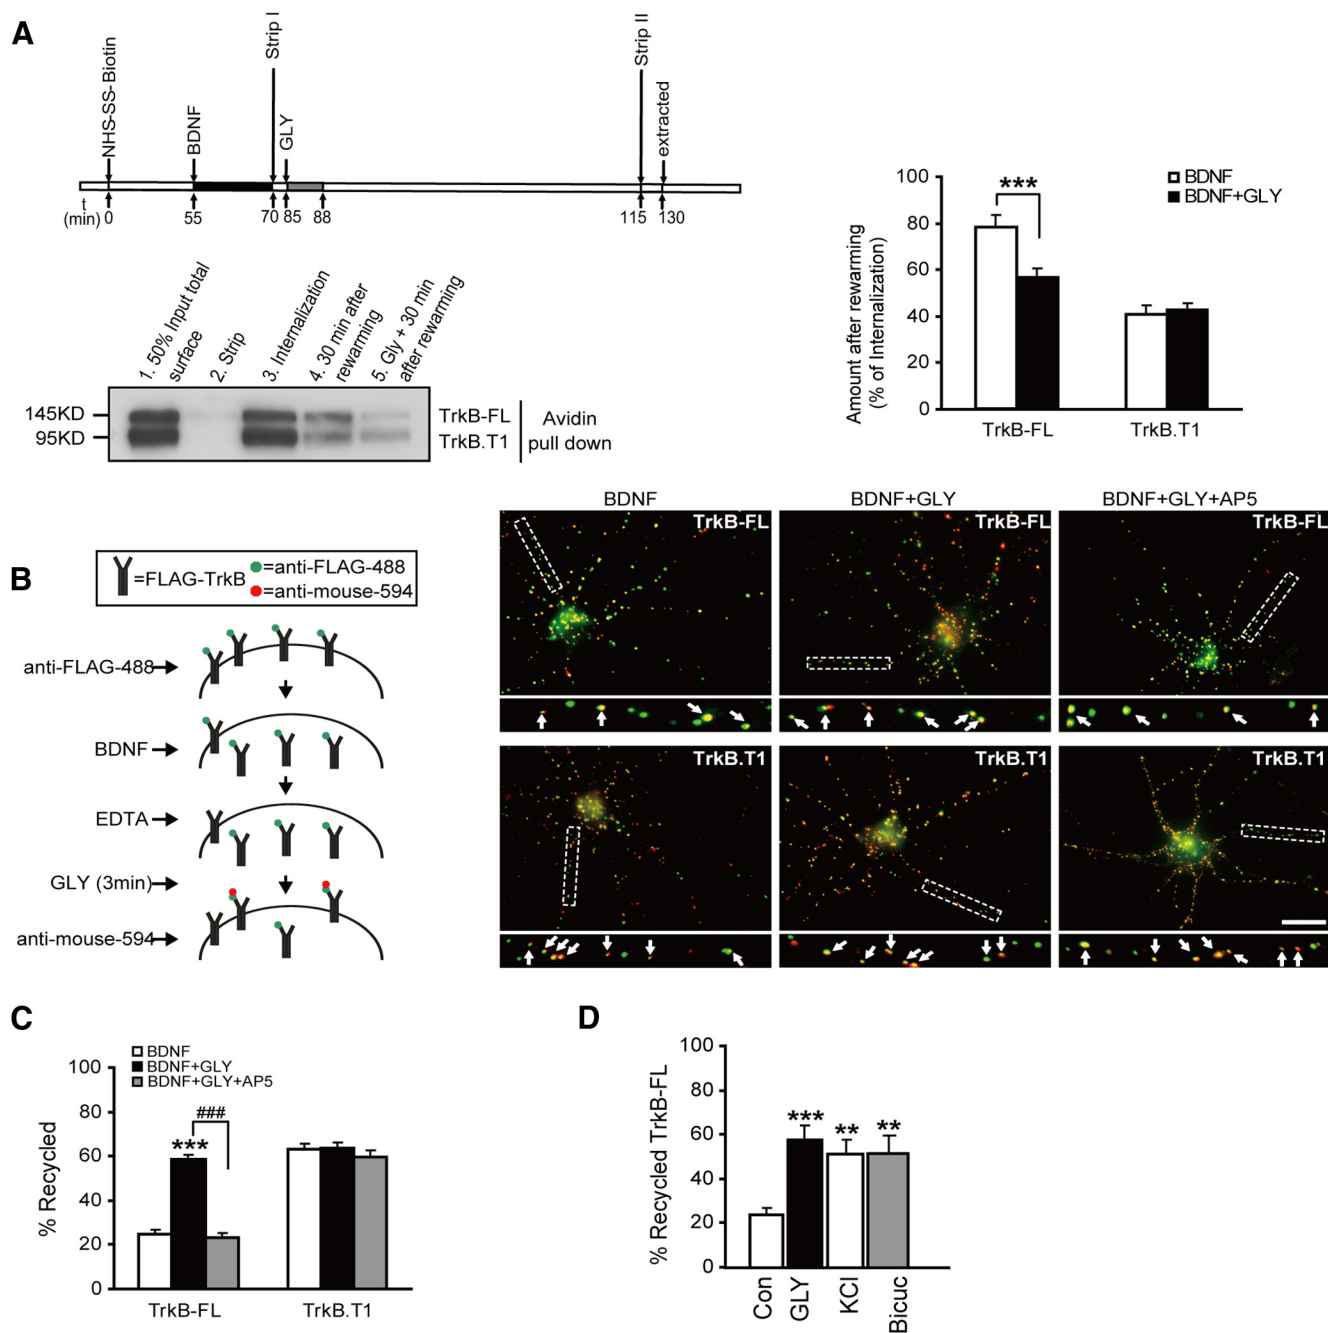 A
NHS-SS-Biotin
BDNF
Strip I
GLY
Strip II
extracted
t
(min) 0 55 70 85 88 115 130
1. 50% Input total
surface
2. Strip
3. Internalization
4. 30 min after
rewarming
5. Gly + 30 min
after rewarming
145KD
95KD
TrkB-FL
TrkB.T1
Avidin
pull down
Amount after rewarming
(% of Internalization)
100
80
60
40
20
0
***
BDNF
BDNF+GLY
TrkB-FL TrkB.T1
B
=FLAG-TrkB
=anti-FLAG-488
=anti-mouse-594
anti-FLAG-488
BDNF
EDTA
GLY (3min)
anti-mouse-594
BDNF BDNF+GLY BDNF+GLY+AP5
TrkB-FL TrkB-FL TrkB-FL
TrkB.T1 TrkB.T1 TrkB.T1
C
BDNF
BDNF+GLY
BDNF+GLY+AP5
% Recycled
100
80
60
40
20
0
***
###
TrkB-FL TrkB.T1
D
% Recycled TrkB-FL
100
80
60
40
20
0
*** ** **
Con GLY KCl Bicuc